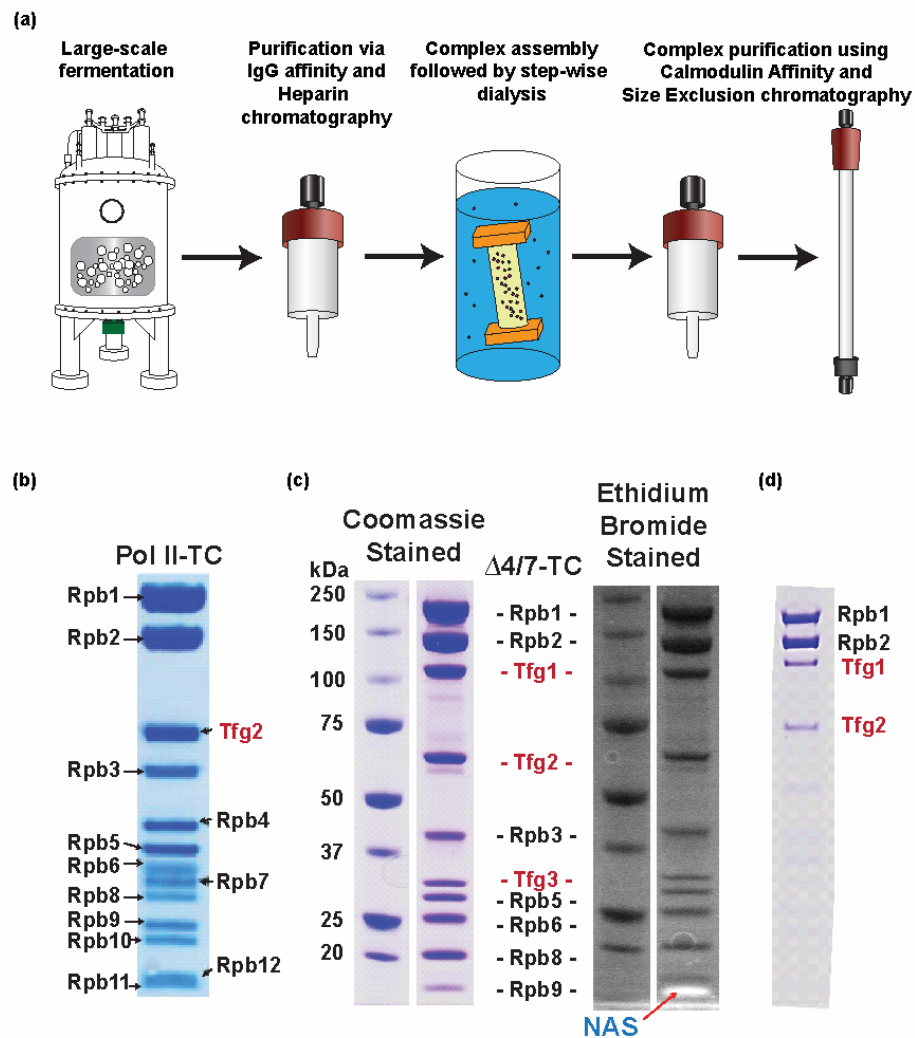 (a)
Large-scale
fermentation
Purification via
IgG affinity and
Heparin
chromatography
Complex assembly
followed by step-wise
dialysis
Complex purification using
Calmodulin Affinity and
Size Exclusion chromatography
(b)
Pol II-TC
Rpb1
Rpb2
Tfg2
Rpb3
Rpb4
Rpb5
Rpb6
Rpb7
Rpb8
Rpb9
Rpb10
Rpb12
Rpb11
(c)
Coomassie
Stained
kDa
250
150
100
75
50
37
25
20
Δ4/7-TC
- Rpb1 -
- Rpb2 -
- Tfg1 -
- Tfg2 -
- Rpb3 -
- Tfg3 -
- Rpb5 -
- Rpb6 -
- Rpb8 -
- Rpb9 -
Ethidium
Bromide
Stained
NAS
(d)
Rpb1
Rpb2
Tfg1
Tfg2